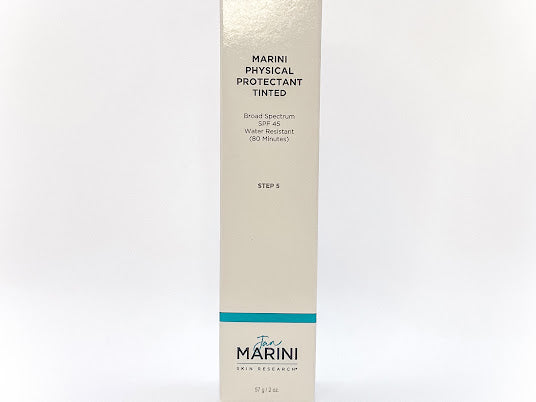 MARINI
PHYSICAL
PROTECTANT
TINTED
Broad Spectrum
SPF 45
Water Resistant
(80 Minutes)
STEP 5
Jan
MARINI
SKIN RESEARCH®
57 g / 2 oz.